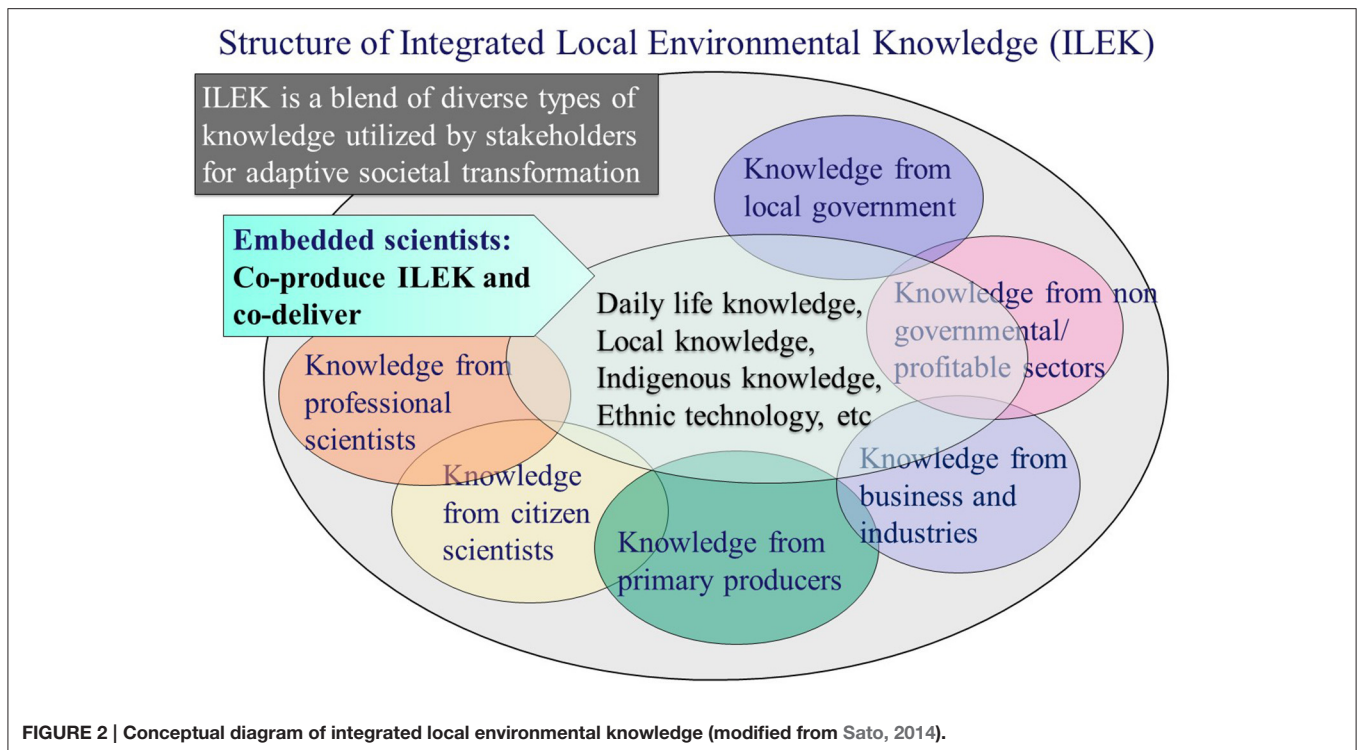 Structure of Integrated Local Environmental Knowledge (ILEK)
ILEK is a blend of diverse types of
knowledge utilized by stakeholders
for adaptive societal transformation
Knowledge from
local government
Embedded scientists:
Co-produce ILEK and
co-deliver
Daily life knowledge,
Local knowledge,
Indigenous knowledge,
Ethnic technology, etc
Knowledge from non
governmental/
profitable sectors
Knowledge from
professional
scientists
Knowledge
from citizen
scientists
Knowledge from
primary producers
Knowledge from
business and
industries
FIGURE 2 | Conceptual diagram of integrated local environmental knowledge (modified from Sato, 2014).